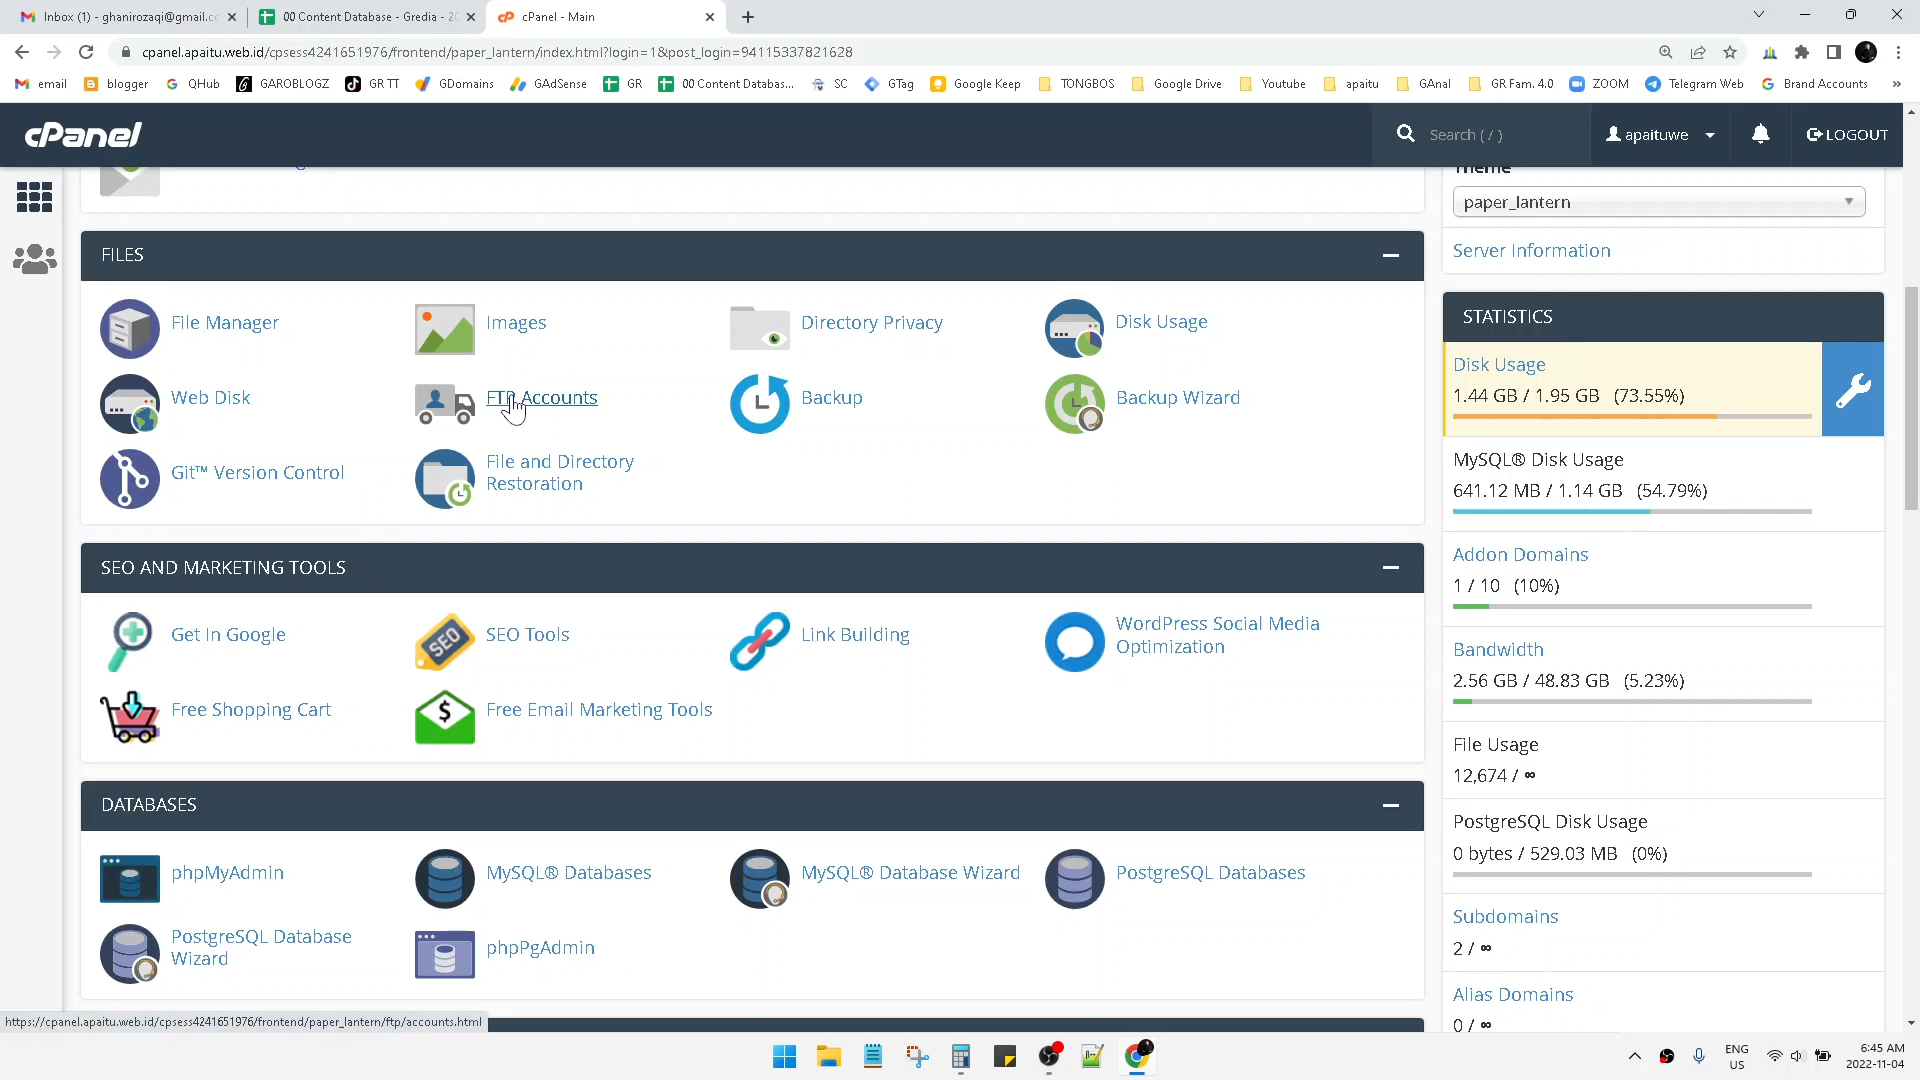 Inbox (1) - ghanirozaqi@gmail.cc
00 Content Database - Gredia - 20
cPanel - Main
cpanel.apaitu.web.id/cpsess4241651976/frontend/paper_lantern/index.html?login=1&post_login=94115337821628
email
blogger
QHub
GAROBLOGZ
GR TT
GDomains
GAdSense
GR
00 Content Databas...
SC
GTag
Google Keep
TONGBOS
Google Drive
Youtube
apaitu
GAnal
GR Fam. 4.0
ZOOM
Telegram Web
Brand Accounts
»
cPanel
Search ( / )
apaituwe
LOGOUT
Theme
paper_lantern
Server Information
FILES
File Manager
Images
Directory Privacy
Disk Usage
Web Disk
FTP Accounts
Backup
Backup Wizard
Git™ Version Control
File and Directory
Restoration
SEO AND MARKETING TOOLS
Get In Google
SEO
SEO Tools
Link Building
WordPress Social Media
Optimization
Free Shopping Cart
$
Free Email Marketing Tools
DATABASES
phpMyAdmin
MySQL® Databases
MySQL® Database Wizard
PostgreSQL Databases
PostgreSQL Database
Wizard
phpPgAdmin
STATISTICS
Disk Usage
1.44 GB / 1.95 GB (73.55%)
MySQL® Disk Usage
641.12 MB / 1.14 GB (54.79%)
Addon Domains
1 / 10 (10%)
Bandwidth
2.56 GB / 48.83 GB (5.23%)
File Usage
12,674 / ∞
PostgreSQL Disk Usage
0 bytes / 529.03 MB (0%)
Subdomains
2 / ∞
Alias Domains
0 / ∞
https://cpanel.apaitu.web.id/cpsess4241651976/frontend/paper_lantern/ftp/accounts.html
ENG
US
6:45 AM
2022-11-04